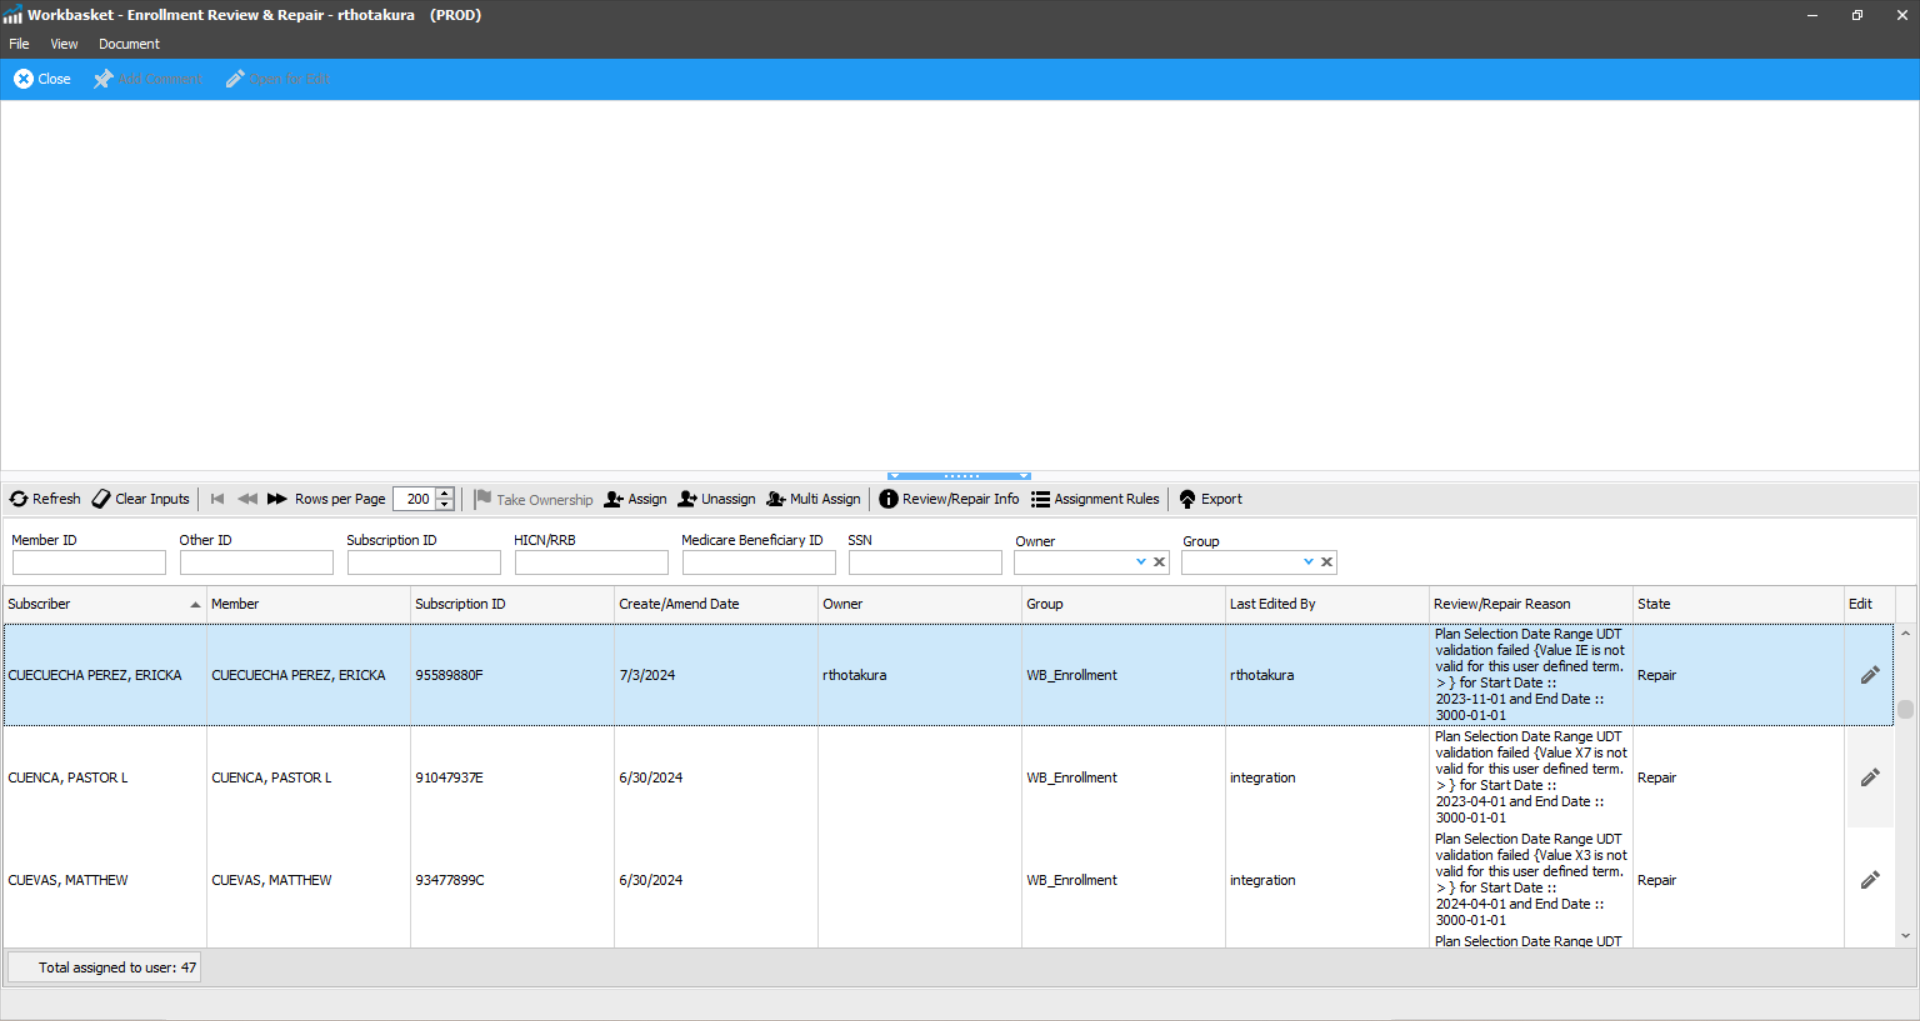 Workbasket - Enrollment Review & Repair - rthotakura (PROD)
File View Document
Close Add Comment Open for Edit
Refresh Clear Inputs Rows per Page 200 Take Ownership Assign Unassign Multi Assign Review/Repair Info Assignment Rules Export
Member ID Other ID Subscription ID HICN/RRB Medicare Beneficiary ID SSN Owner Group
Subscriber Member Subscription ID Create/Amend Date Owner Group Last Edited By Review/Repair Reason State Edit
CUECUECHA PEREZ, ERICKA CUECUECHA PEREZ, ERICKA 95589880F 7/3/2024 rthotakura WB_Enrollment rthotakura
Plan Selection Date Range UDT
validation failed {Value IE is not
valid for this user defined term.
> } for Start Date ::
2023-11-01 and End Date ::
3000-01-01
Repair
CUENCA, PASTOR L CUENCA, PASTOR L 91047937E 6/30/2024 WB_Enrollment integration
Plan Selection Date Range UDT
validation failed {Value X7 is not
valid for this user defined term.
> } for Start Date ::
2023-04-01 and End Date ::
3000-01-01
Repair
CUEVAS, MATTHEW CUEVAS, MATTHEW 93477899C 6/30/2024 WB_Enrollment integration
Plan Selection Date Range UDT
validation failed {Value X3 is not
valid for this user defined term.
> } for Start Date ::
2024-04-01 and End Date ::
3000-01-01
Repair
Plan Selection Date Range UDT
Total assigned to user: 47